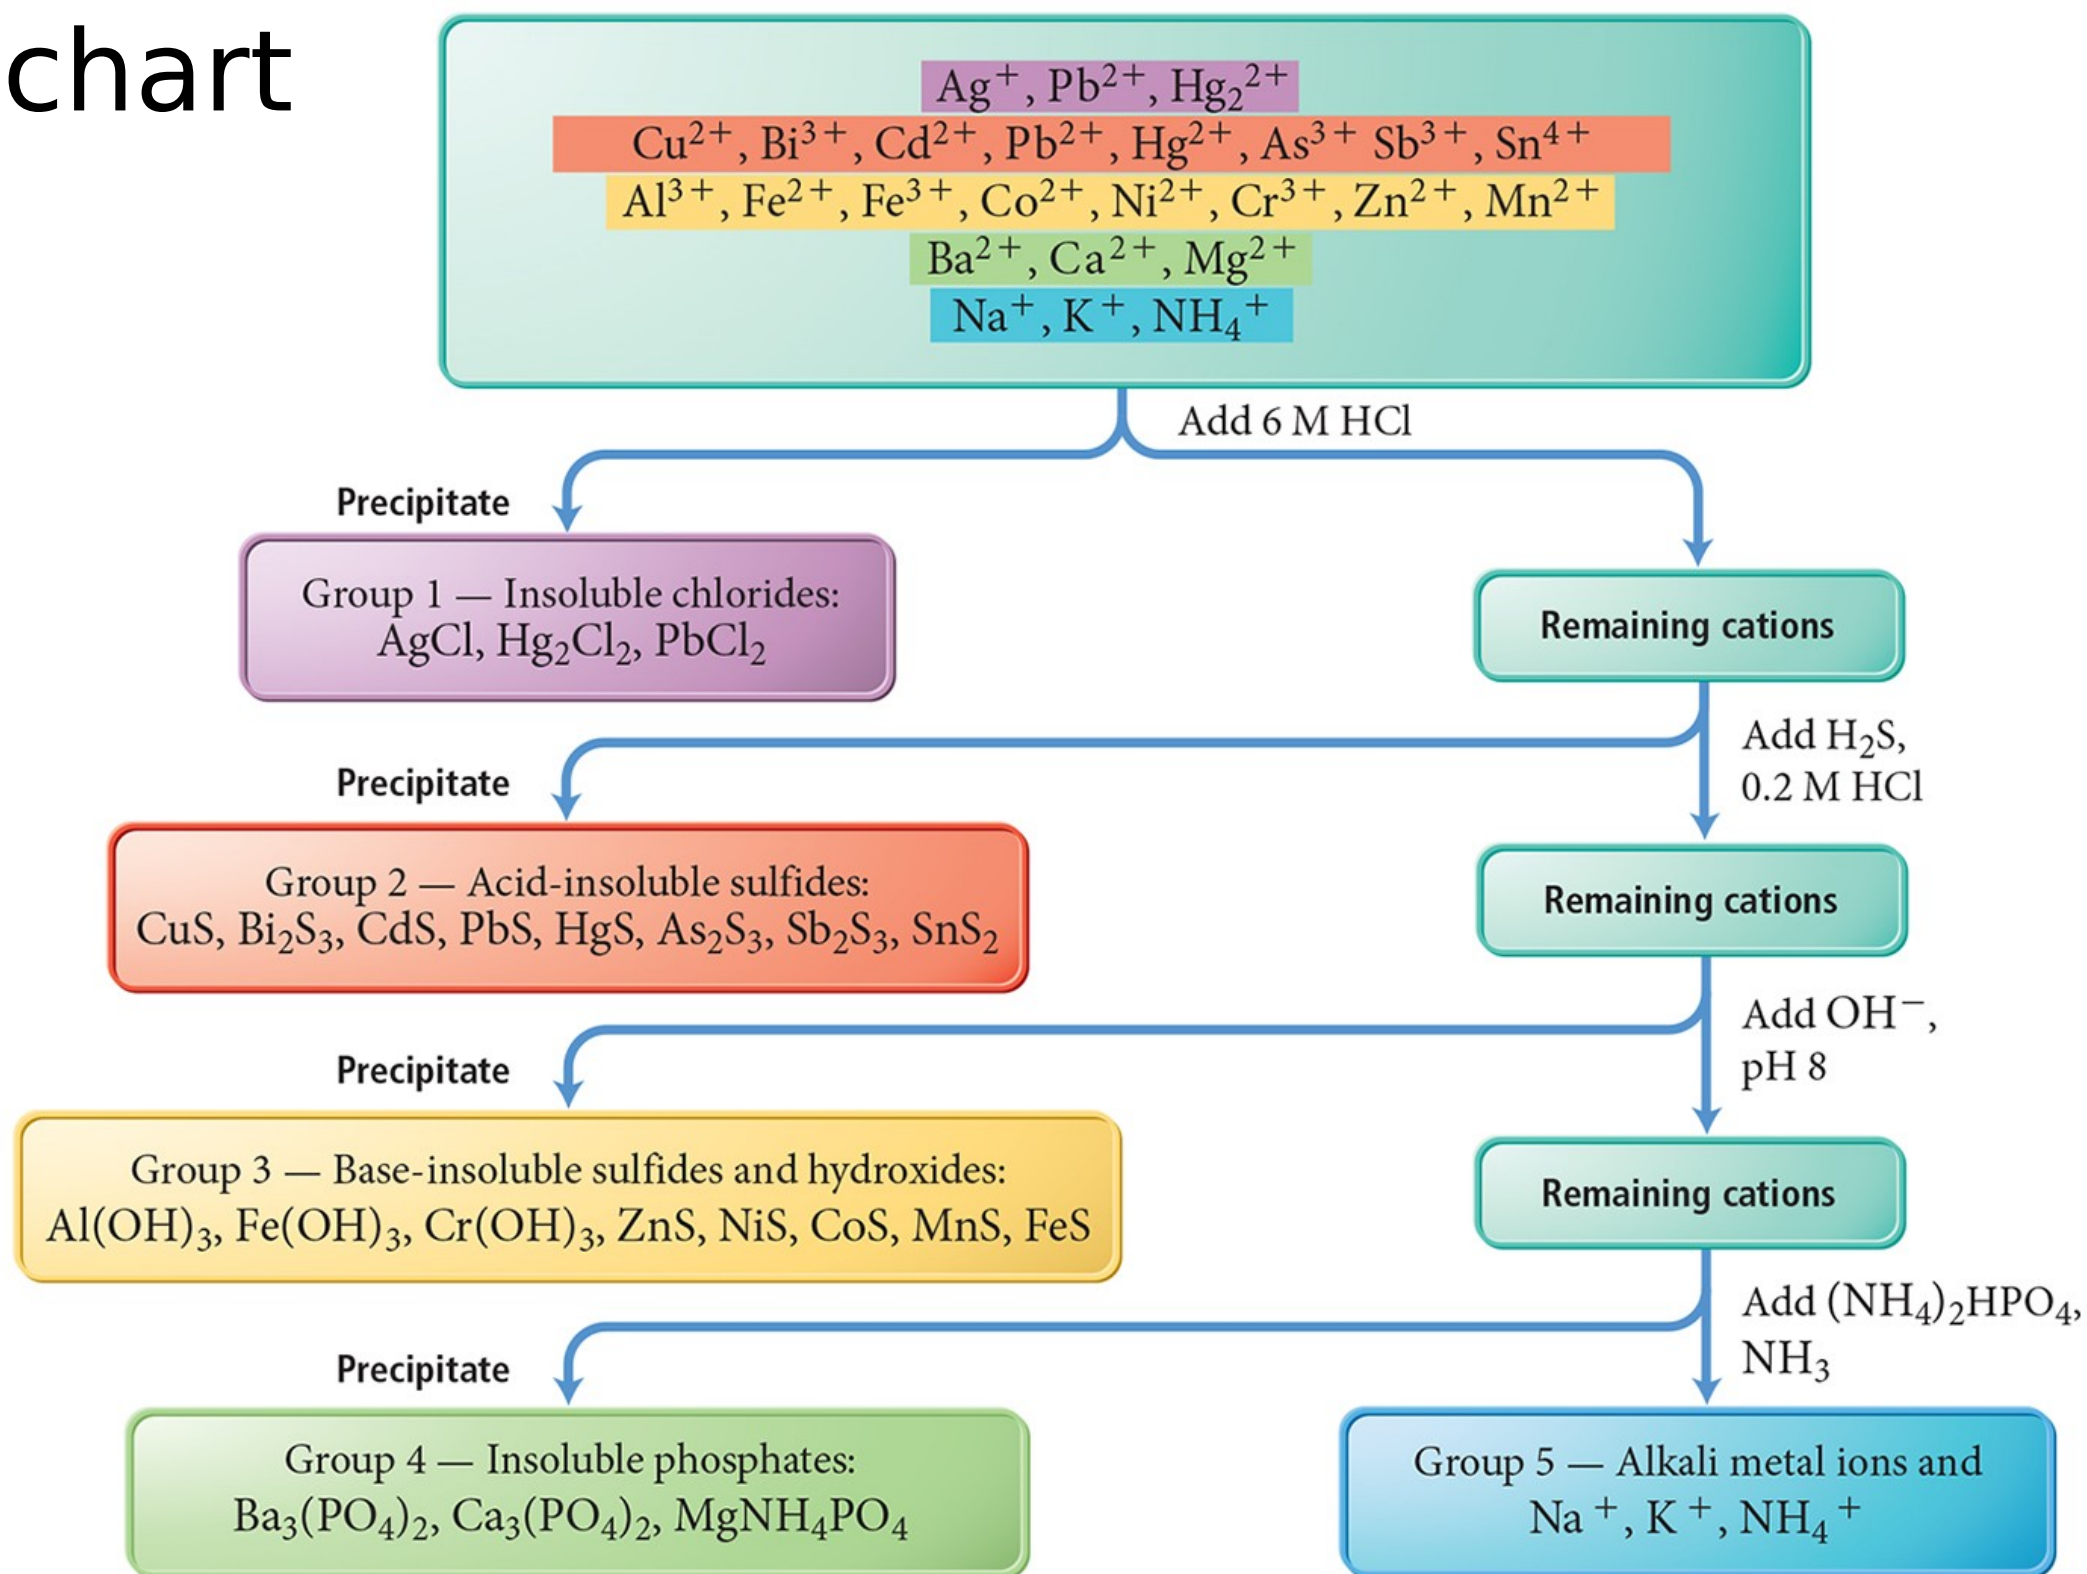 chart
Ag⁺, Pb²⁺, Hg₂²⁺
Cu²⁺, Bi³⁺, Cd²⁺, Pb²⁺, Hg²⁺, As³⁺ Sb³⁺, Sn⁴⁺
Al³⁺, Fe²⁺, Fe³⁺, Co²⁺, Ni²⁺, Cr³⁺, Zn²⁺, Mn²⁺
Ba²⁺, Ca²⁺, Mg²⁺
Na⁺, K⁺, NH₄⁺
Add 6 M HCl
Precipitate
Group 1 — Insoluble chlorides:
AgCl, Hg₂Cl₂, PbCl₂
Remaining cations
Add H₂S,
0.2 M HCl
Precipitate
Group 2 — Acid-insoluble sulfides:
CuS, Bi₂S₃, CdS, PbS, HgS, As₂S₃, Sb₂S₃, SnS₂
Remaining cations
Add OH⁻,
pH 8
Precipitate
Group 3 — Base-insoluble sulfides and hydroxides:
Al(OH)₃, Fe(OH)₃, Cr(OH)₃, ZnS, NiS, CoS, MnS, FeS
Remaining cations
Add (NH₄)₂HPO₄,
NH₃
Precipitate
Group 4 — Insoluble phosphates:
Ba₃(PO₄)₂, Ca₃(PO₄)₂, MgNH₄PO₄
Group 5 — Alkali metal ions and
Na⁺, K⁺, NH₄⁺